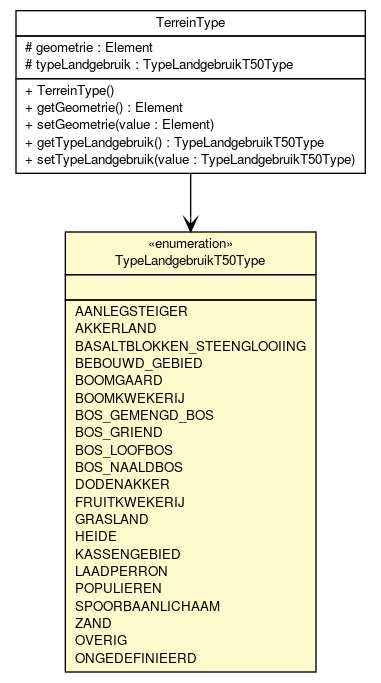 TerreinType
# geometrie : Element
# typeLandgebruik : TypeLandgebruikT50Type
+ TerreinType()
+ getGeometrie() : Element
+ setGeometrie(value : Element)
+ getTypeLandgebruik() : TypeLandgebruikT50Type
+ setTypeLandgebruik(value : TypeLandgebruikT50Type)
«enumeration»
TypeLandgebruikT50Type
AANLEGSTEIGER
AKKERLAND
BASALTBLOKKEN_STEENGLOOIING
BEBOUWD_GEBIED
BOOMGAARD
BOOMKWEKERIJ
BOS_GEMENGD_BOS
BOS_GRIEND
BOS_LOOFBOS
BOS_NAALDBOS
DODENAKKER
FRUITKWEKERIJ
GRASLAND
HEIDE
KASSENGEBIED
LAADPERRON
POPULIEREN
SPOORBAANLICHAAM
ZAND
OVERIG
ONGEDEFINIEERD